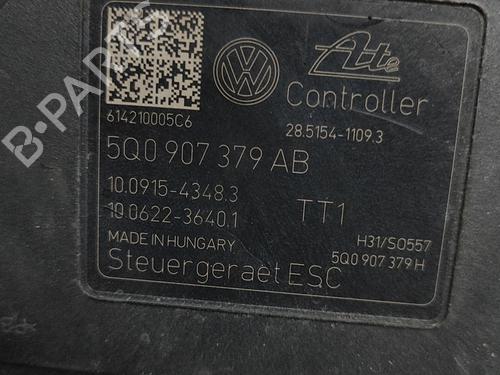 B-PARTS
Ate
Controller
614210005C6
28.5154-1109.3
5Q0 907 379 AB
10.0915-4348.3
10.0622-3640.1
TT1
MADE IN HUNGARY
H31/SO557
Steuergeraet ESC
5Q0 907 379 H